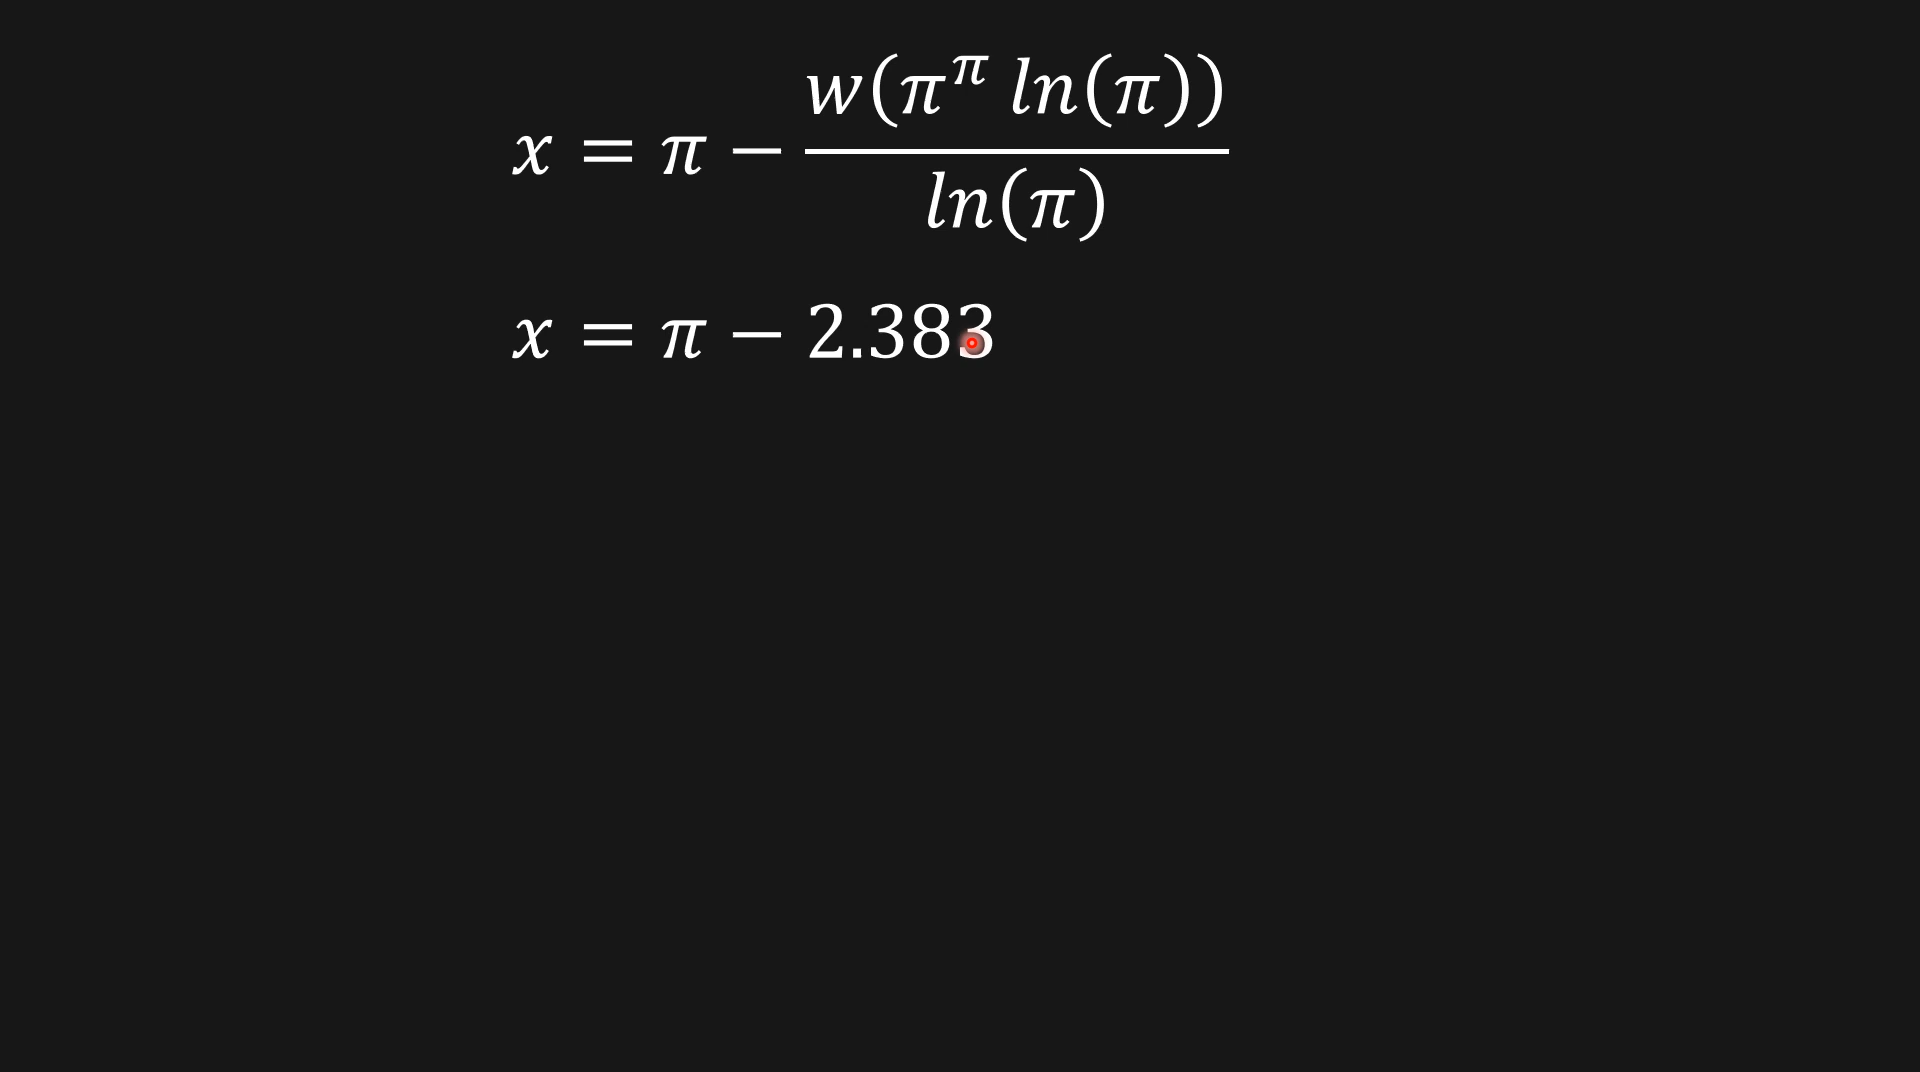 x = π − w(π^π ln(π)) / ln(π)
x = π − 2.383